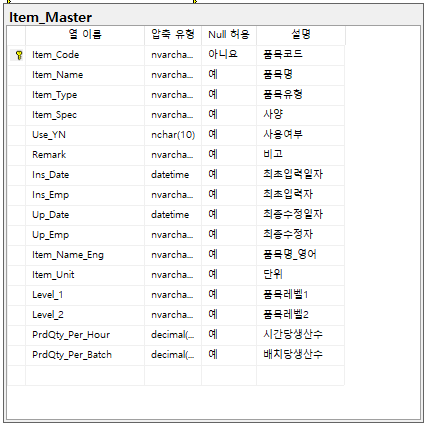 Item_Master
열 이름 압축 유형 Null 허용 설명
Item_Code nvarcha... 아니요 품목코드
Item_Name nvarcha... 예 품목명
Item_Type nvarcha... 예 품목유형
Item_Spec nvarcha... 예 사양
Use_YN nchar(10) 예 사용여부
Remark nvarcha... 예 비고
Ins_Date datetime 예 최초입력일자
Ins_Emp nvarcha... 예 최초입력자
Up_Date datetime 예 최종수정일자
Up_Emp nvarcha... 예 최종수정자
Item_Name_Eng nvarcha... 예 품목명_영어
Item_Unit nvarcha... 예 단위
Level_1 nvarcha... 예 품목레벨1
Level_2 nvarcha... 예 품목레벨2
PrdQty_Per_Hour decimal(... 예 시간당생산수
PrdQty_Per_Batch decimal(... 예 배치당생산수